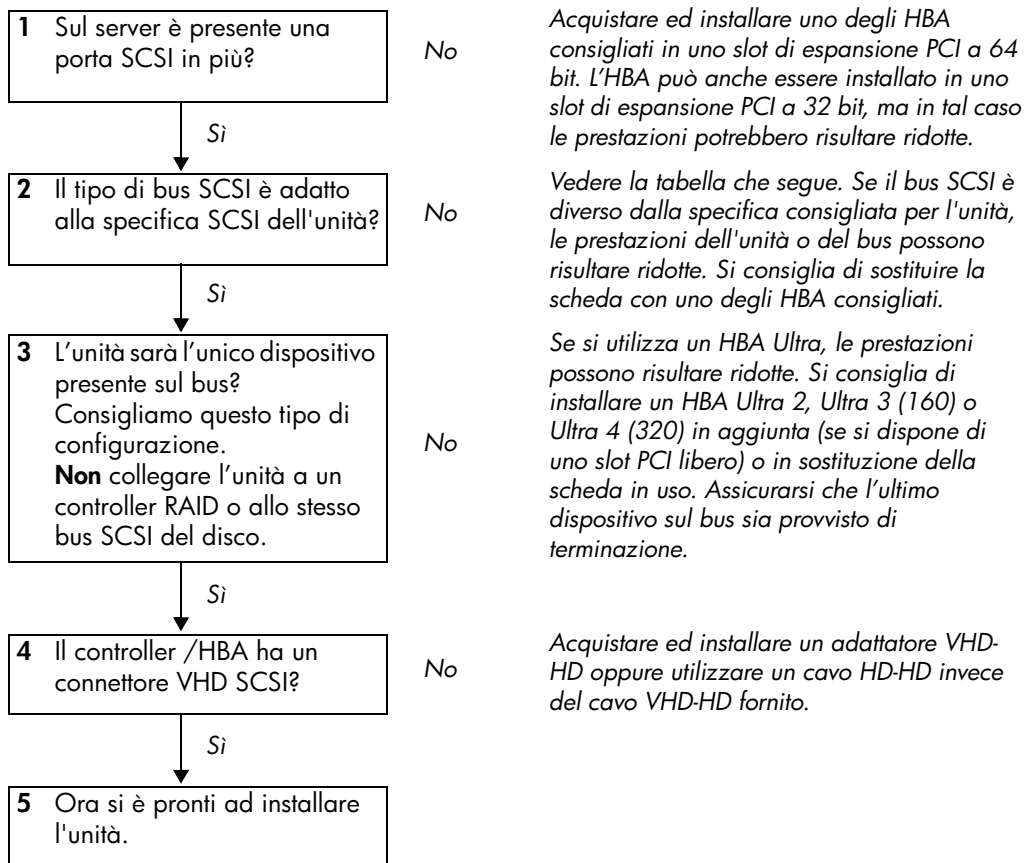 1 Sul server è presente una
porta SCSI in più?
No
Acquistare ed installare uno degli HBA
consigliati in uno slot di espansione PCI a 64
bit. L'HBA può anche essere installato in uno
slot di espansione PCI a 32 bit, ma in tal caso
le prestazioni potrebbero risultare ridotte.
Sì
2 Il tipo di bus SCSI è adatto
alla specifica SCSI dell'unità?
No
Vedere la tabella che segue. Se il bus SCSI è
diverso dalla specifica consigliata per l'unità,
le prestazioni dell'unità o del bus possono
risultare ridotte. Si consiglia di sostituire la
scheda con uno degli HBA consigliati.
Sì
3 L’unità sarà l’unico dispositivo
presente sul bus?
Consigliamo questo tipo di
configurazione.
Non collegare l’unità a un
controller RAID o allo stesso
bus SCSI del disco.
No
Se si utilizza un HBA Ultra, le prestazioni
possono risultare ridotte. Si consiglia di
installare un HBA Ultra 2, Ultra 3 (160) o
Ultra 4 (320) in aggiunta (se si dispone di
uno slot PCI libero) o in sostituzione della
scheda in uso. Assicurarsi che l’ultimo
dispositivo sul bus sia provvisto di
terminazione.
Sì
4 Il controller /HBA ha un
connettore VHD SCSI?
No
Acquistare ed installare un adattatore VHD-
HD oppure utilizzare un cavo HD-HD invece
del cavo VHD-HD fornito.
Sì
5 Ora si è pronti ad installare
l'unità.